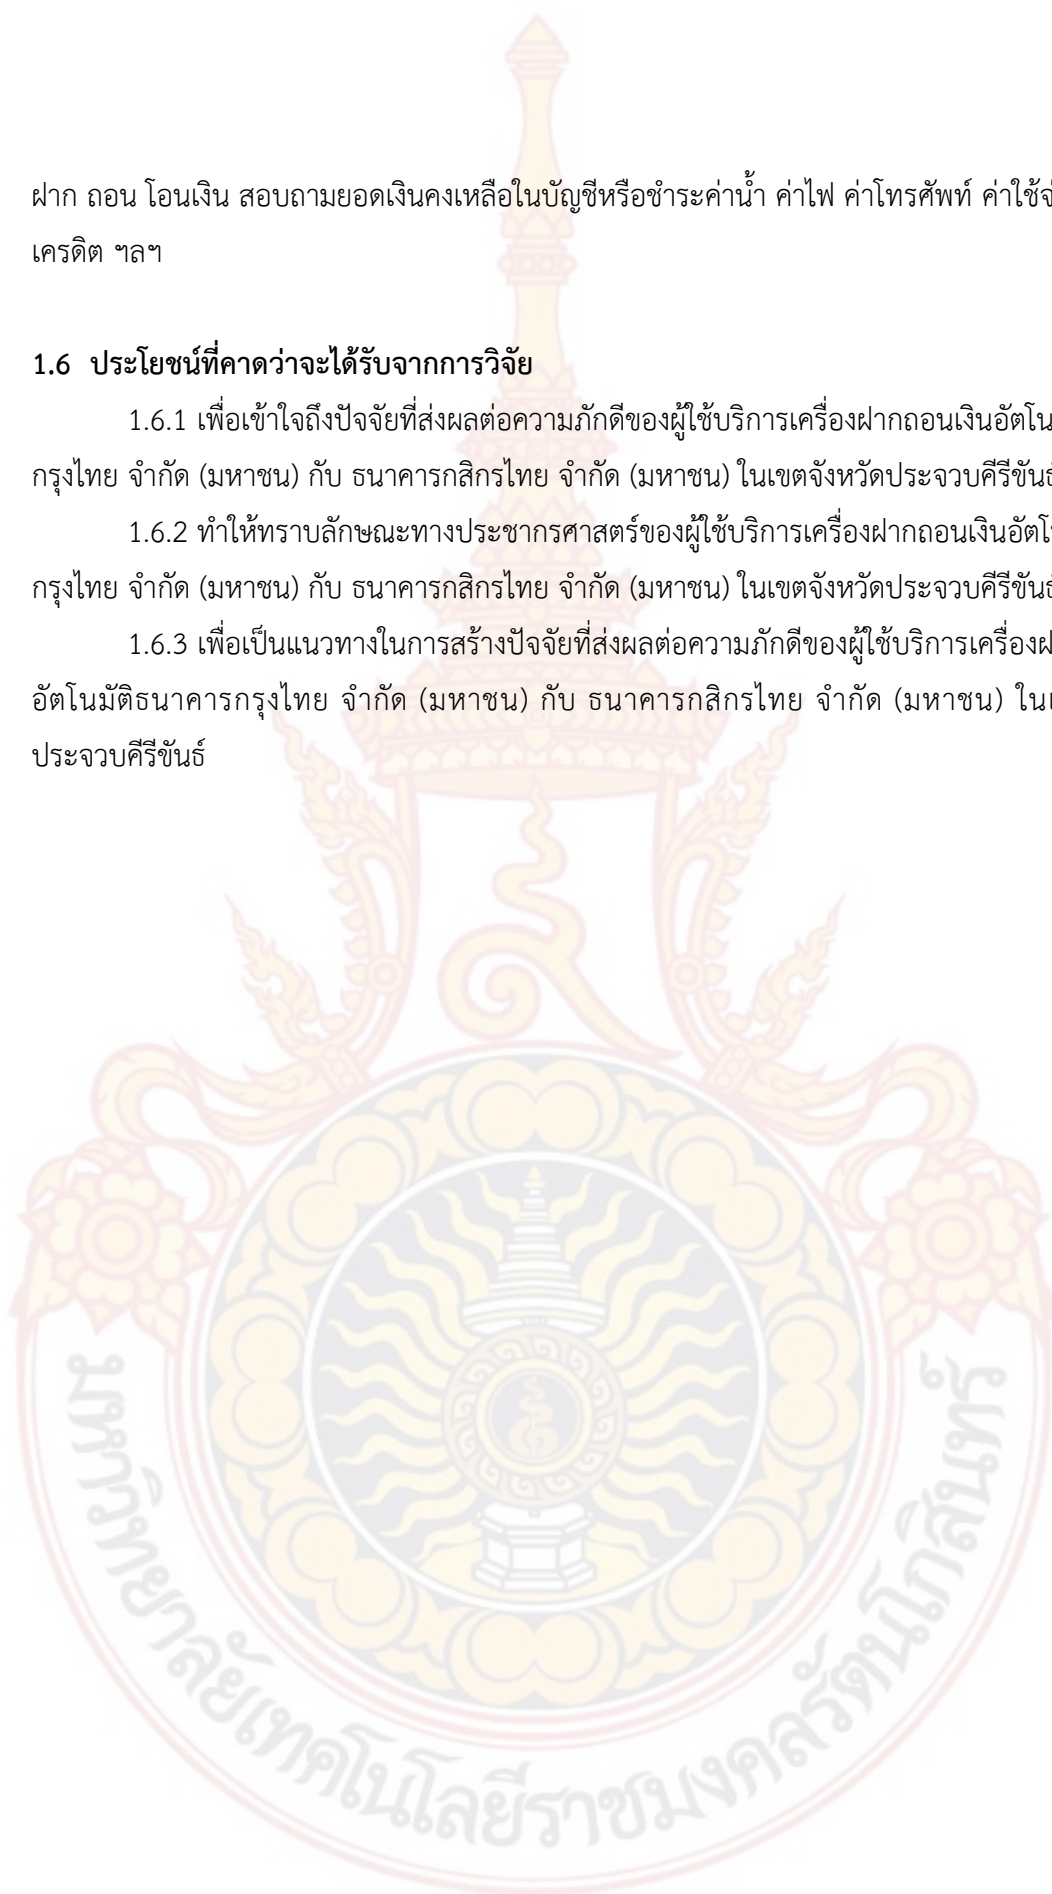 ฝาก ถอน โอนเงิน สอบถามยอดเงินคงเหลือในบัญชีหรือชำระค่าน้ำ ค่าไฟ ค่าโทรศัพท์
เครดิต ฯลฯ
1.6 ประโยชน์ที่คาดว่าจะได้รับจากการวิจัย
1.6.1 เพื่อเข้าใจถึงปัจจัยที่ส่งผลต่อความภักดีของผู้ใช้บริการเครื่องฝากถอนเงิน
กรุงไทย จำกัด (มหาชน) กับ ธนาคารกสิกรไทย จำกัด (มหาชน) ในเขตจังหวัดประจวบคีรีขันธ์
1.6.2 ทำให้ทราบลักษณะทางประชากรศาสตร์ของผู้ใช้บริการเครื่องฝากถอนเงิน
กรุงไทย จำกัด (มหาชน) กับ ธนาคารกสิกรไทย จำกัด (มหาชน) ในเขตจังหวัดประจวบคีรีขันธ์
1.6.3 เพื่อเป็นแนวทางในการสร้างปัจจัยที่ส่งผลต่อความภักดีของผู้ใช้บริการเครื่อง
อัตโนมัติธนาคารกรุงไทย จำกัด (มหาชน) กับ ธนาคารกสิกรไทย จำกัด (มหาชน) ใน
ประจวบคีรีขันธ์
มหาวิทยาลัยเทคโนโลยีราชมงคลรัตนโกสินทร์